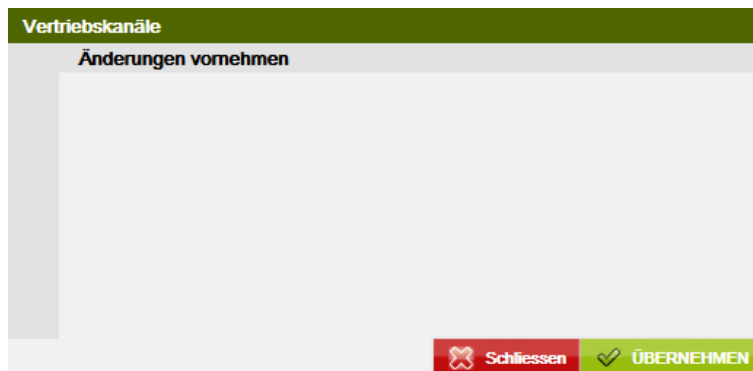 Vertriebskanäle
Änderungen vornehmen
Schliessen
ÜBERNEHMEN